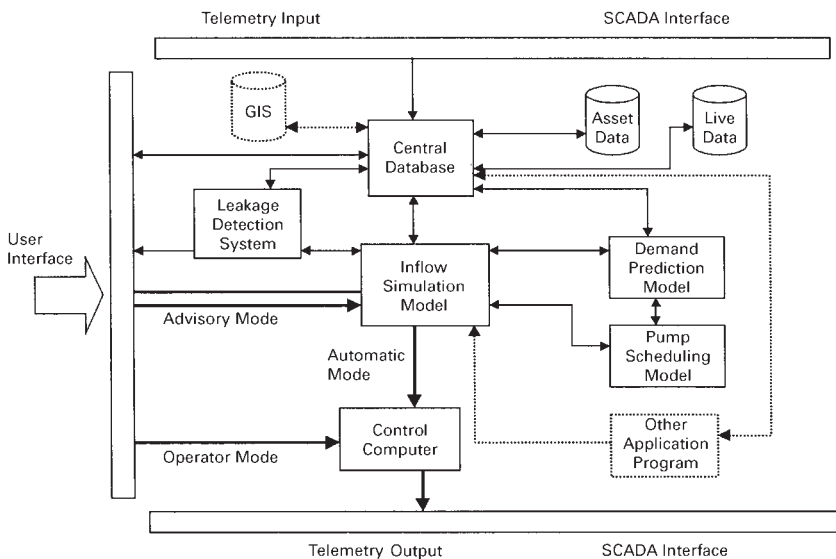 Telemetry Input
SCADA Interface
GIS
Asset
Data
Live
Data
Central
Database
Leakage
Detection
System
User
Interface
Inflow
Simulation
Model
Demand
Prediction
Model
Advisory Mode
Pump
Scheduling
Model
Automatic
Mode
Control
Computer
Other
Application
Program
Operator Mode
Telemetry Output
SCADA Interface